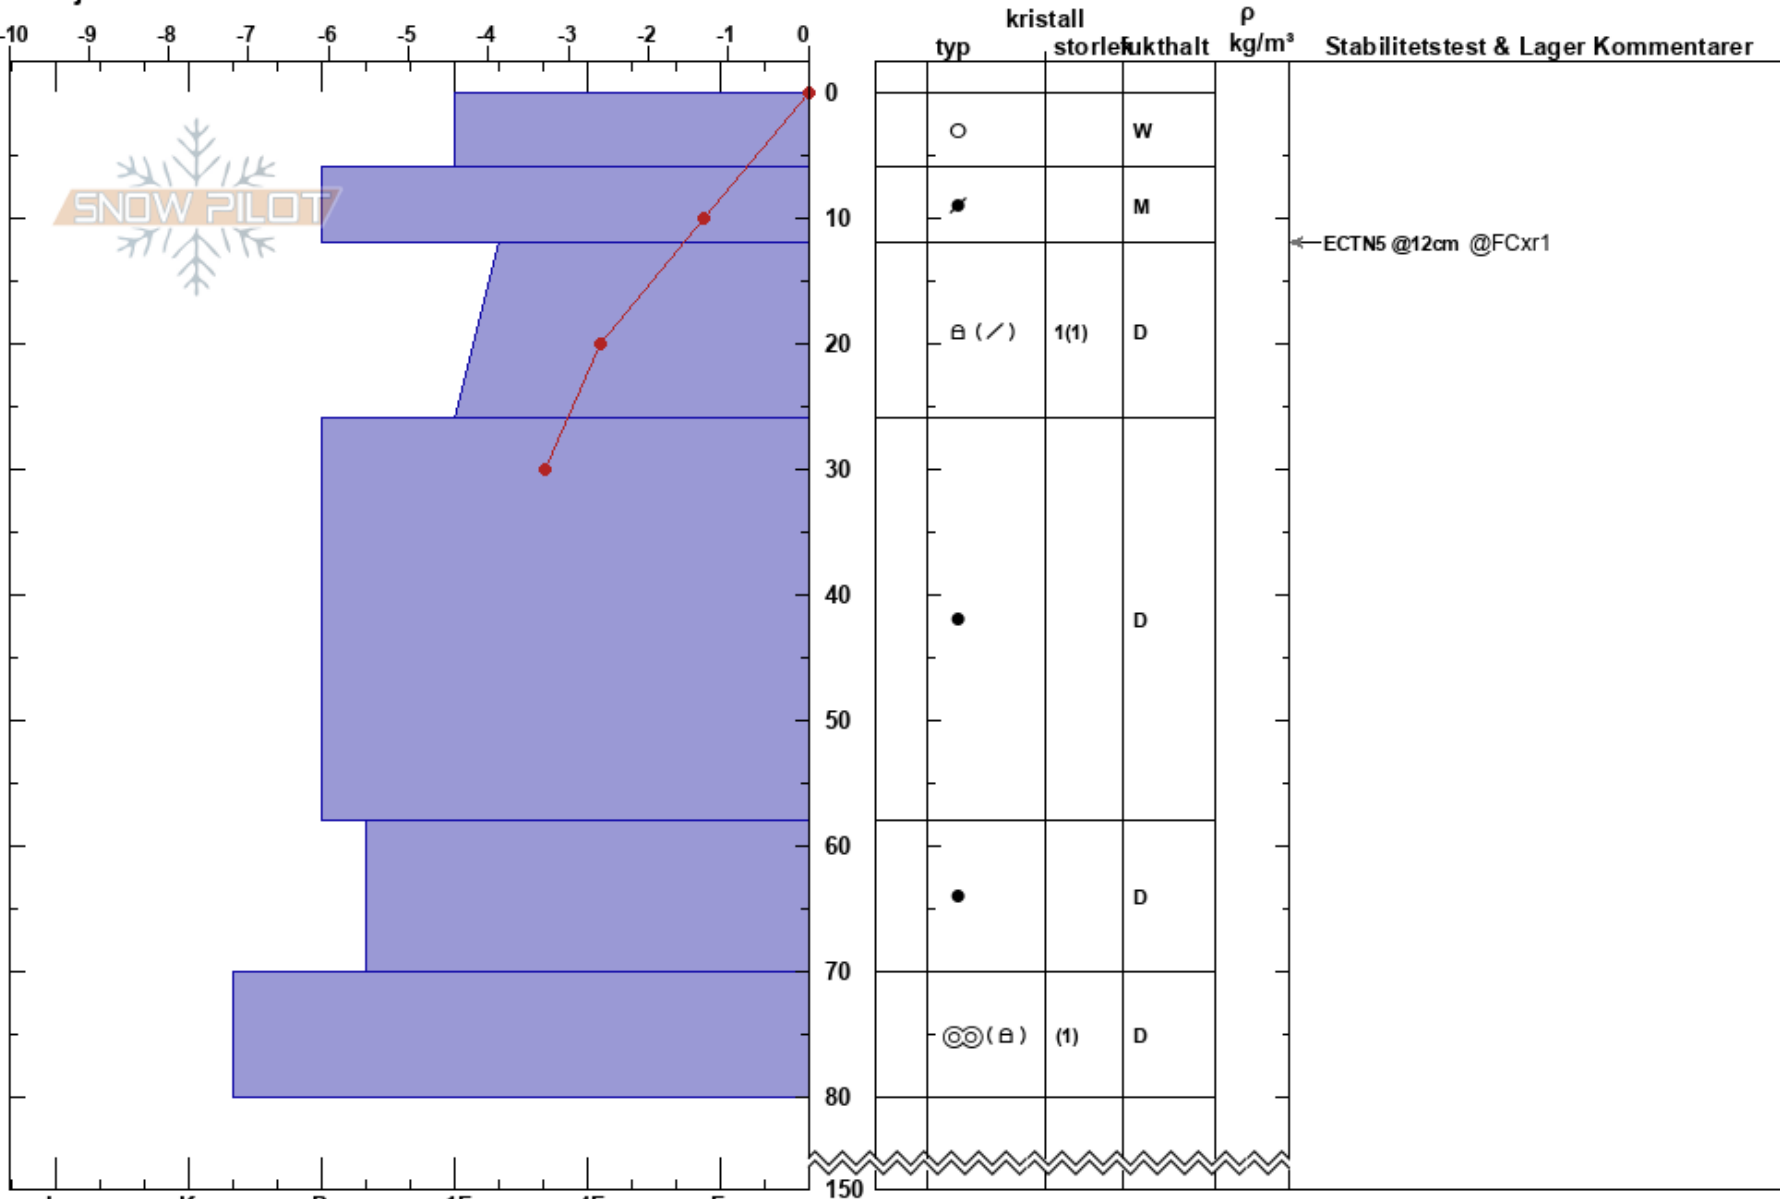 kristall ρ
-10 -9 -8 -7 -6 -5 -4 -3 -2 -1 0 typ storlek fukthalt kg/m³ Stabilitetstest & Lager Kommentarer
0
W
SNOW PILOT M
10
ECTN5 @12cm @FCxr1
20 ( ) 1(1) D
30
40
D
50
60
D
70
( ) (1) D
80
150